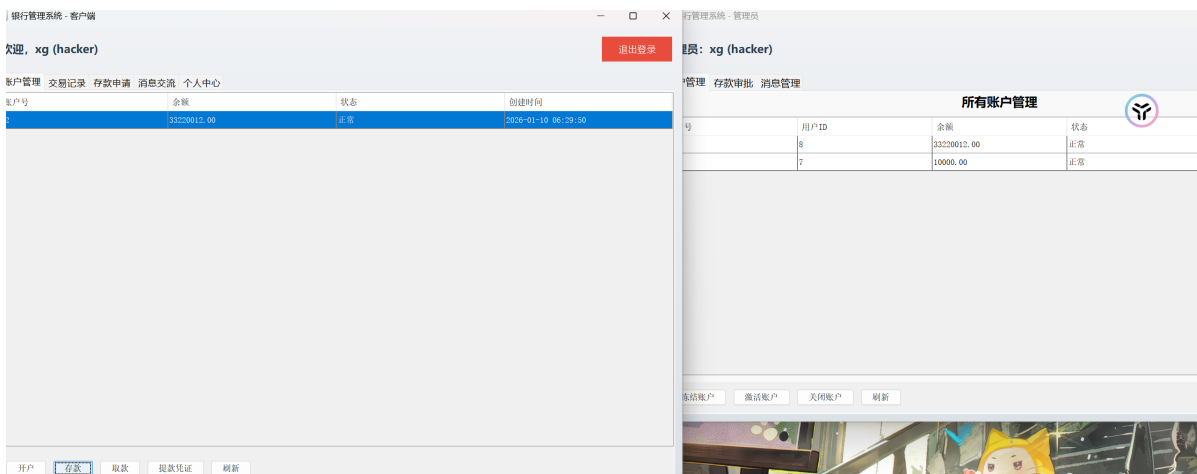 银行管理系统 - 客户端
欢迎，xg (hacker)
退出登录
账户管理 交易记录 存款申请 消息交流 个人中心
账户号 余额 状态 创建时间
2 33220012.00 正常 2026-01-10 06:29:50
开户 存款 取款 提款凭证 刷新
行管理系统 - 管理员
理员：xg (hacker)
户管理 存款审批 消息管理
所有账户管理
号 用户ID 余额 状态
8 33220012.00 正常
7 10000.00 正常
冻结账户 激活账户 关闭账户 刷新